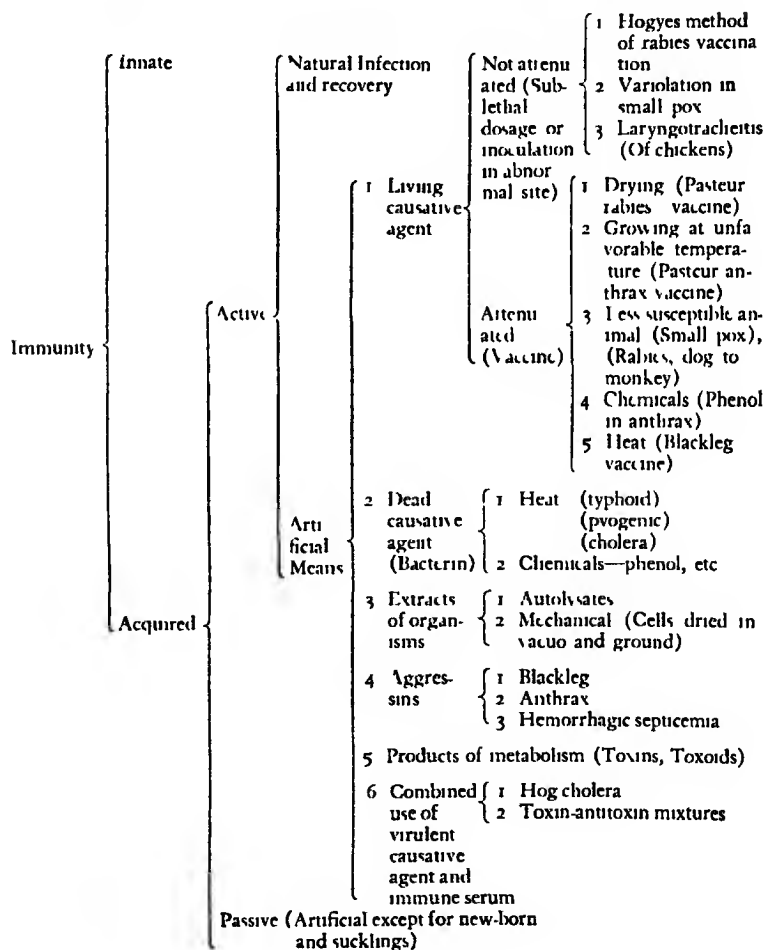 Immunity
Innate
Acquired
Active
Natural Infection
and recovery
Arti
ficial
Means
1 Living
causative
agent
Not attenu
ated (Sub-
lethal
dosage or
inoculation
in abnor
mal site)
1 Hogyes method
of rabies vaccina
tion
2 Variolation in
small pox
3 Laryngotracheitis
(Of chickens)
Attenu
ated
(Vaccine)
1 Drying (Pasteur
rabies vaccine)
2 Growing at unfa
vorable tempera-
ture (Pasteur an-
thrax vaccine)
3 Less susceptible an-
imal (Small pox),
(Rabies, dog to
monkey)
4 Chemicals (Phenol
in anthrax)
5 Heat (Blackleg
vaccine)
2 Dead
causative
agent
(Bacterin)
1 Heat (typhoid)
(pyogenic)
(cholera)
2 Chemicals—phenol, etc
3 Extracts
of organ-
isms
1 Autolysates
2 Mechanical (Cells dried in
vacuo and ground)
4 Aggres-
sins
1 Blackleg
2 Anthrax
3 Hemorrhagic septicemia
5 Products of metabolism (Toxins, Toxoids)
6 Combined
use of
virulent
causative
agent and
immune serum
1 Hog cholera
2 Toxin-antitoxin mixtures
Passive (Artificial except for new-born
and sucklings)